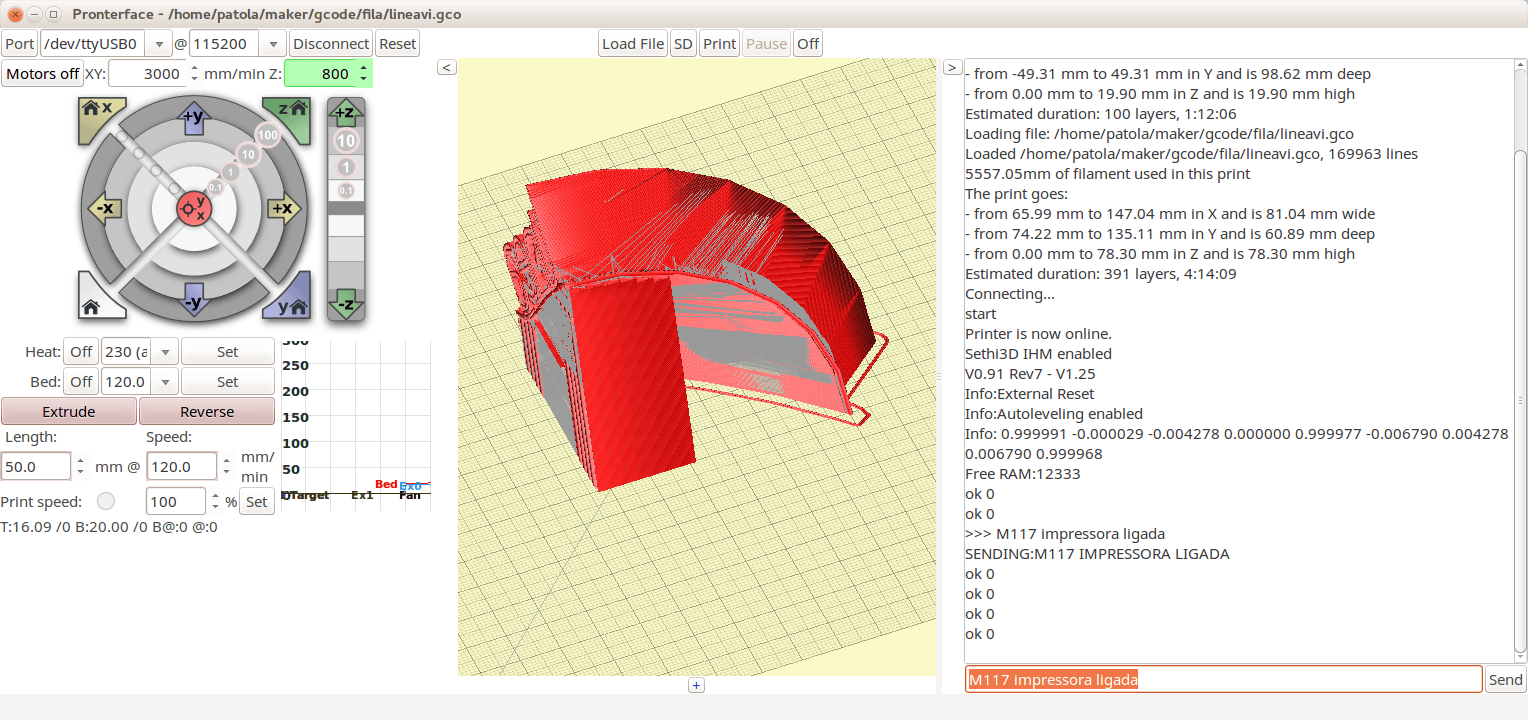 Pronterface - /home/patola/maker/gcode/fila/lineavi.gco
Port /dev/ttyUSB0 @ 115200 Disconnect Reset Load File SD Print Pause Off
Motors off XY: 3000 mm/min Z: 800
x z
+y
100
10
1
0.1
-x y x +x
-y
y
+z
10
1
0.1
-z
Heat: Off 230 (a Set
Bed: Off 120.0 Set
Extrude Reverse
Length: Speed:
50.0 mm @ 120.0 mm/
min
Print speed: 100 % Set
T:16.09 /0 B:20.00 /0 B@:0 @:0
300
250
200
150
100
50
Bed Ex0
0 Target Ex1 Fan
<
>
+
- from -49.31 mm to 49.31 mm in Y and is 98.62 mm deep
- from 0.00 mm to 19.90 mm in Z and is 19.90 mm high
Estimated duration: 100 layers, 1:12:06
Loading file: /home/patola/maker/gcode/fila/lineavi.gco
Loaded /home/patola/maker/gcode/fila/lineavi.gco, 169963 lines
5557.05mm of filament used in this print
The print goes:
- from 65.99 mm to 147.04 mm in X and is 81.04 mm wide
- from 74.22 mm to 135.11 mm in Y and is 60.89 mm deep
- from 0.00 mm to 78.30 mm in Z and is 78.30 mm high
Estimated duration: 391 layers, 4:14:09
Connecting...
start
Printer is now online.
Sethi3D IHM enabled
V0.91 Rev7 - V1.25
Info:External Reset
Info:Autoleveling enabled
Info: 0.999991 -0.000029 -0.004278 0.000000 0.999977 -0.006790 0.004278
0.006790 0.999968
Free RAM:12333
ok 0
ok 0
>>> M117 impressora ligada
SENDING:M117 IMPRESSORA LIGADA
ok 0
ok 0
ok 0
ok 0
M117 impressora ligada Send